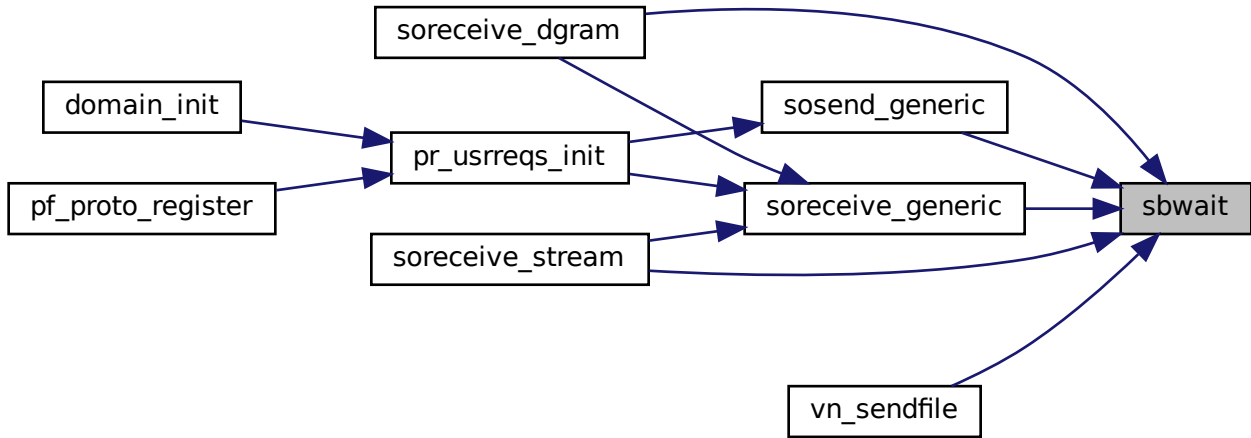 soreceive_dgram
domain_init
sosend_generic
pr_usrreqs_init
pf_proto_register
soreceive_generic
sbwait
soreceive_stream
vn_sendfile